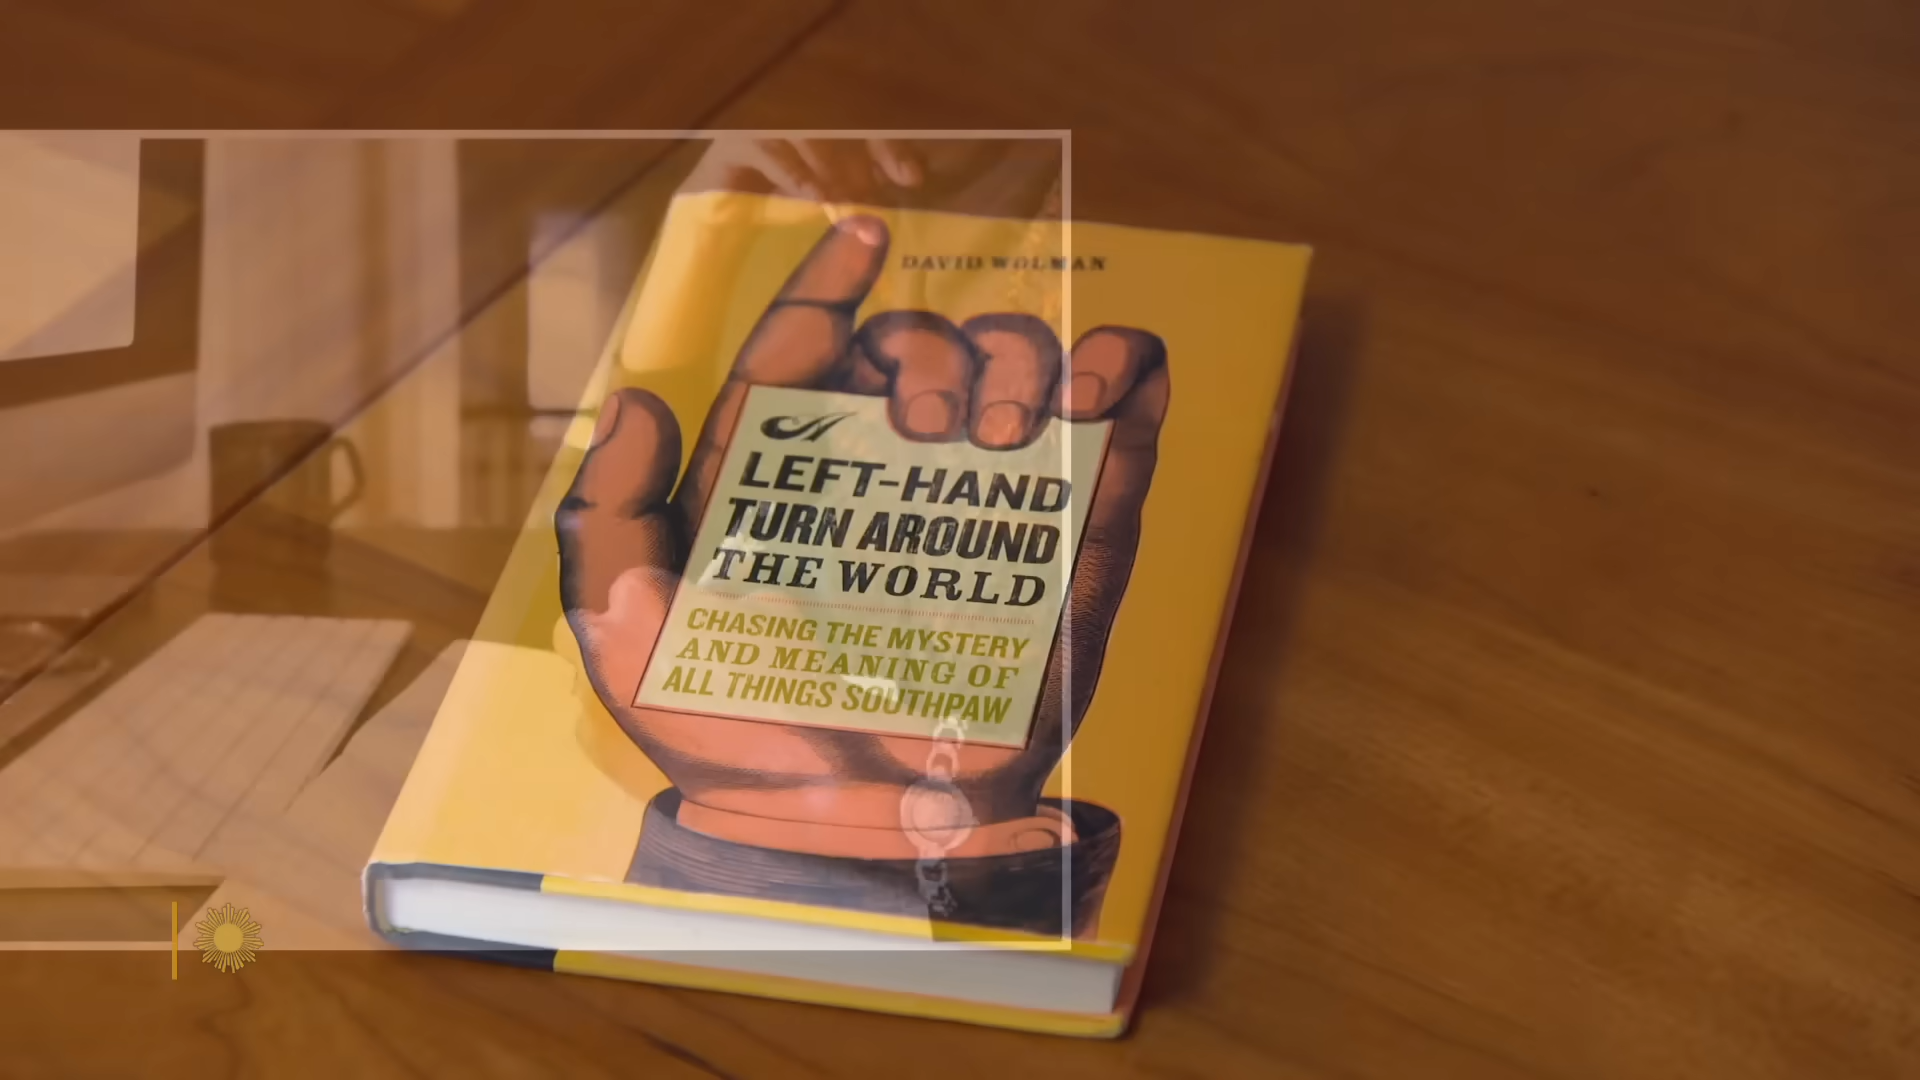 DAVID WOLMAN
A
LEFT-HAND
TURN AROUND
THE WORLD
CHASING THE MYSTERY
AND MEANING OF
ALL THINGS SOUTHPAW